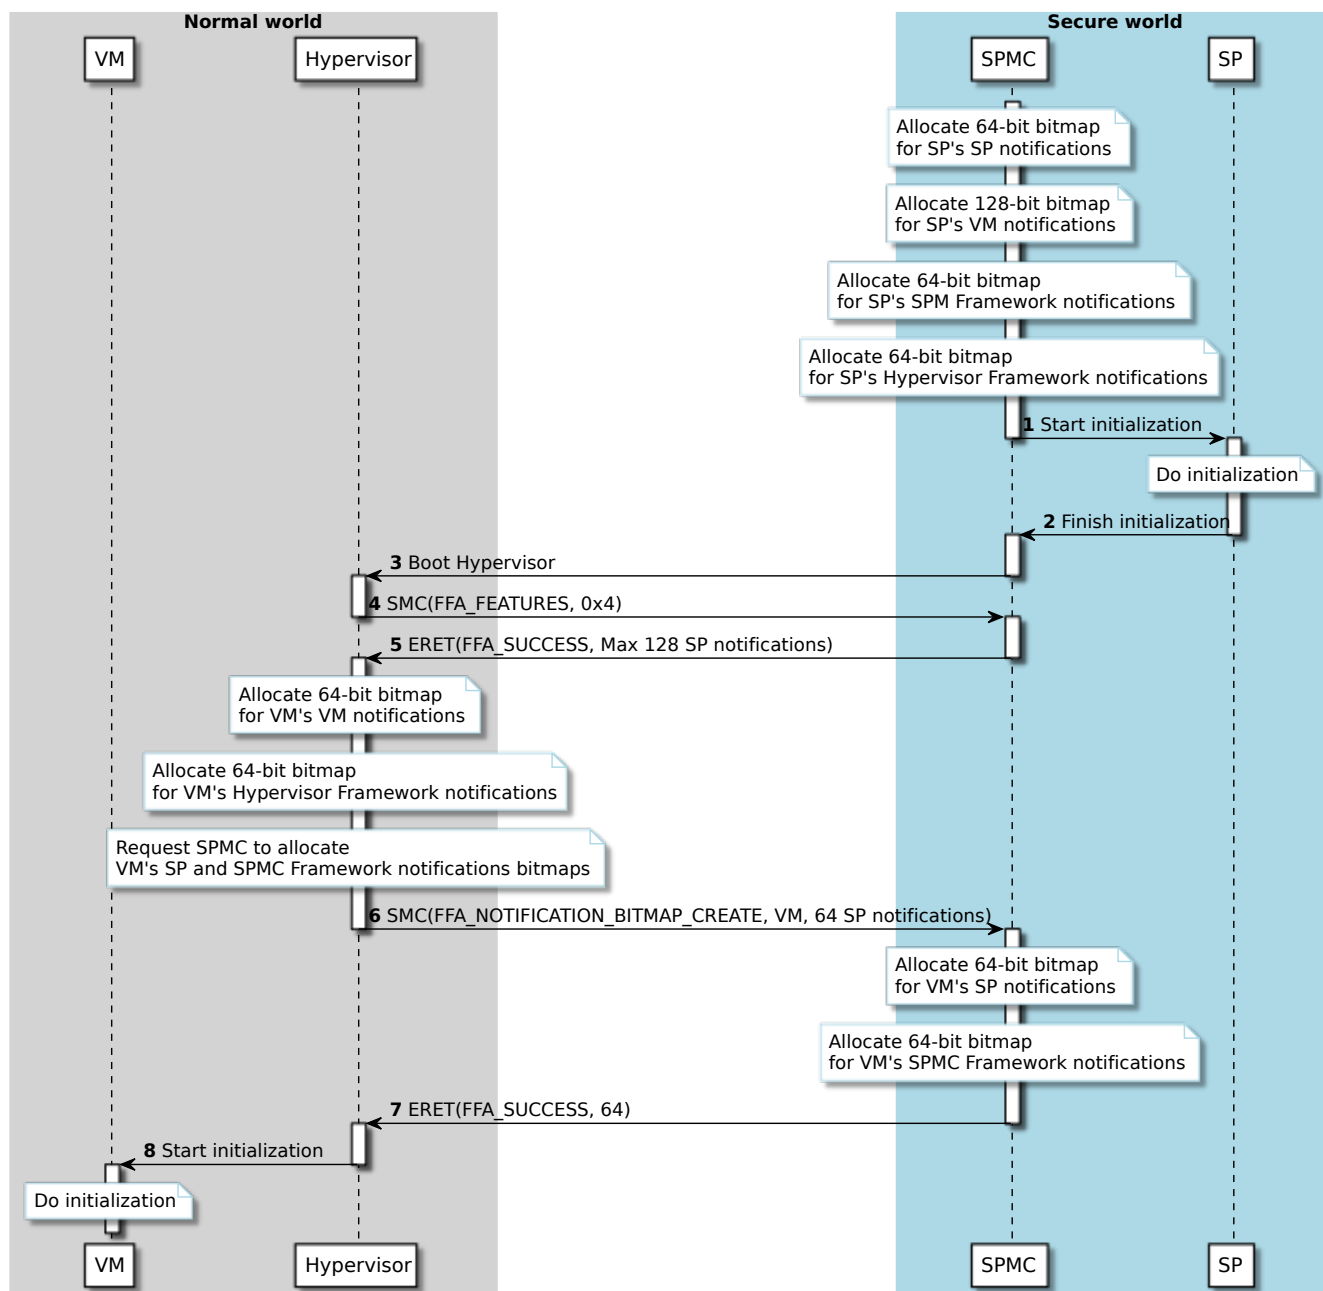 Normal world
Secure world
VM
Hypervisor
SPMC
SP
Allocate 64-bit bitmap
for SP's SP notifications
Allocate 128-bit bitmap
for SP's VM notifications
Allocate 64-bit bitmap
for SP's SPM Framework notifications
Allocate 64-bit bitmap
for SP's Hypervisor Framework notifications
1 Start initialization
Do initialization
2 Finish initialization
3 Boot Hypervisor
4 SMC(FFA_FEATURES, 0x4)
5 ERET(FFA_SUCCESS, Max 128 SP notifications)
Allocate 64-bit bitmap
for VM's VM notifications
Allocate 64-bit bitmap
for VM's Hypervisor Framework notifications
Request SPMC to allocate
VM's SP and SPMC Framework notifications bitmaps
6 SMC(FFA_NOTIFICATION_BITMAP_CREATE, VM, 64 SP notifications)
Allocate 64-bit bitmap
for VM's SP notifications
Allocate 64-bit bitmap
for VM's SPMC Framework notifications
7 ERET(FFA_SUCCESS, 64)
8 Start initialization
Do initialization
VM
Hypervisor
SPMC
SP